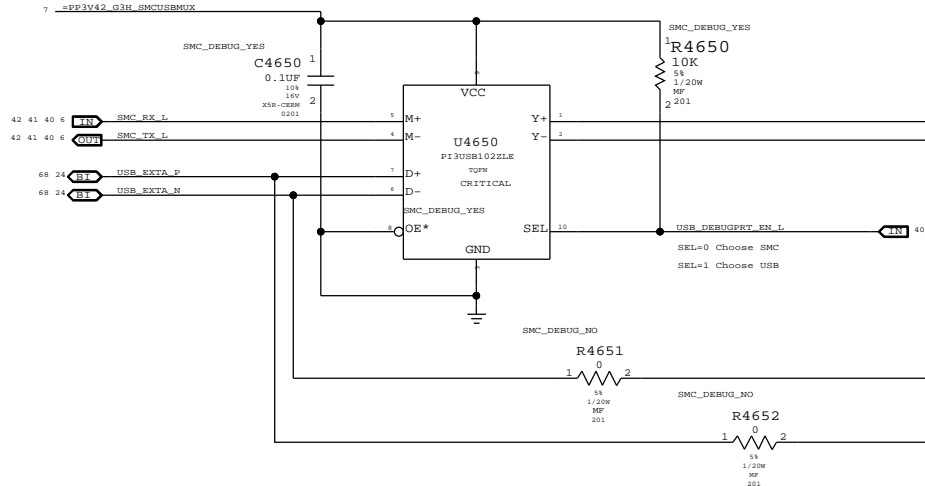 7 =PP3V42_G3H_SMCUSBMUX
SMC_DEBUG_YES
C4650
1
0.1UF
10%
16V
X5R-CERM
0201
2
SMC_DEBUG_YES
1
R4650
10K
5%
1/20W
MF
201
2
9
VCC
42 41 40 6 IN SMC_RX_L 5 M+
42 41 40 6 OUT SMC_TX_L 4 M-
68 24 BI USB_EXTA_P 7 D+
68 24 BI USB_EXTA_N 6 D-
U4650
PI3USB102ZLE
TQFN
CRITICAL
Y+ 1
Y- 2
SMC_DEBUG_YES
8 OE*
SEL 10 USB_DEBUGPRT_EN_L IN 40
GND
3
SEL=0 Choose SMC
SEL=1 Choose USB
SMC_DEBUG_NO
R4651
1 0 2
5%
1/20W
MF
201
SMC_DEBUG_NO
R4652
1 0 2
5%
1/20W
MF
201